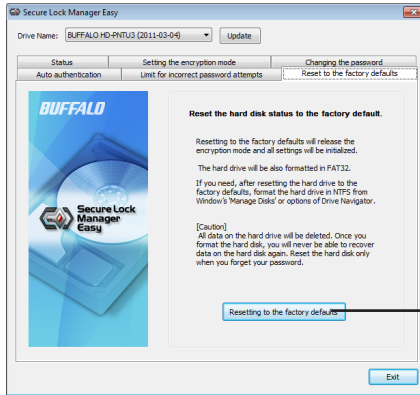 Secure Lock Manager Easy
Drive Name: BUFFALO HD-PNTU3 (2011-03-04) Update
Status Setting the encryption mode Changing the password
Auto authentication Limit for incorrect password attempts Reset to the factory defaults
BUFFALO
Secure Lock
Manager
Easy
Reset the hard disk status to the factory default.
Resetting to the factory defaults will release the
encryption mode and all settings will be initialized.
The hard drive will be also formatted in FAT32.
If you need, after resetting the hard drive to the
factory defaults, format the hard drive in NTFS from
Window's 'Manage Disks' or options of Drive Navigator.
[Caution]
All data on the hard drive will be deleted. Once you
format the hard disk, you will never be able to recover
data on the hard disk again. Reset the hard disk only
when you forget your password.
Resetting to the factory defaults
Exit